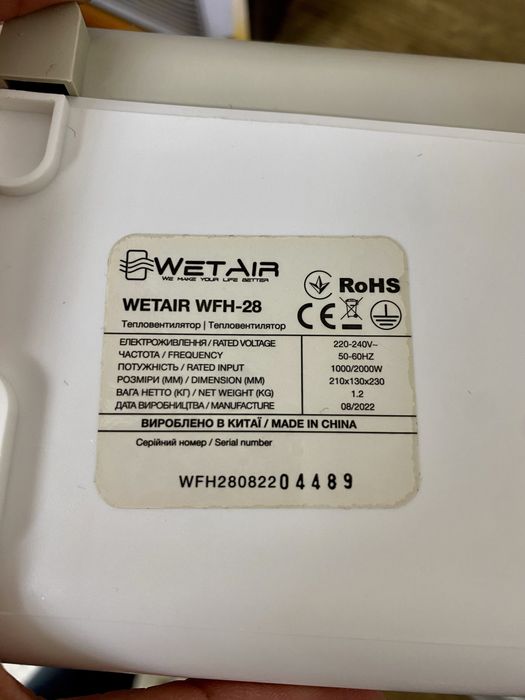 WETAIR
WE MAKE YOUR LIFE BETTER
RoHS
WETAIR WFH-28
CE
Тепловентилятор | Тепловентилятор
ЕЛЕКТРОЖИВЛЕННЯ / RATED VOLTAGE 220-240V~
ЧАСТОТА / FREQUENCY 50-60HZ
ПОТУЖНІСТЬ / RATED INPUT 1000/2000W
РОЗМІРИ (ММ) / DIMENSION (MM) 210x130x230
ВАГА НЕТТО (КГ) / NET WEIGHT (KG) 1.2
ДАТА ВИРОБНИЦТВА / MANUFACTURE 08/2022
ВИРОБЛЕНО В КИТАЇ / MADE IN CHINA
Серійний номер / Serial number
WFH28082204489